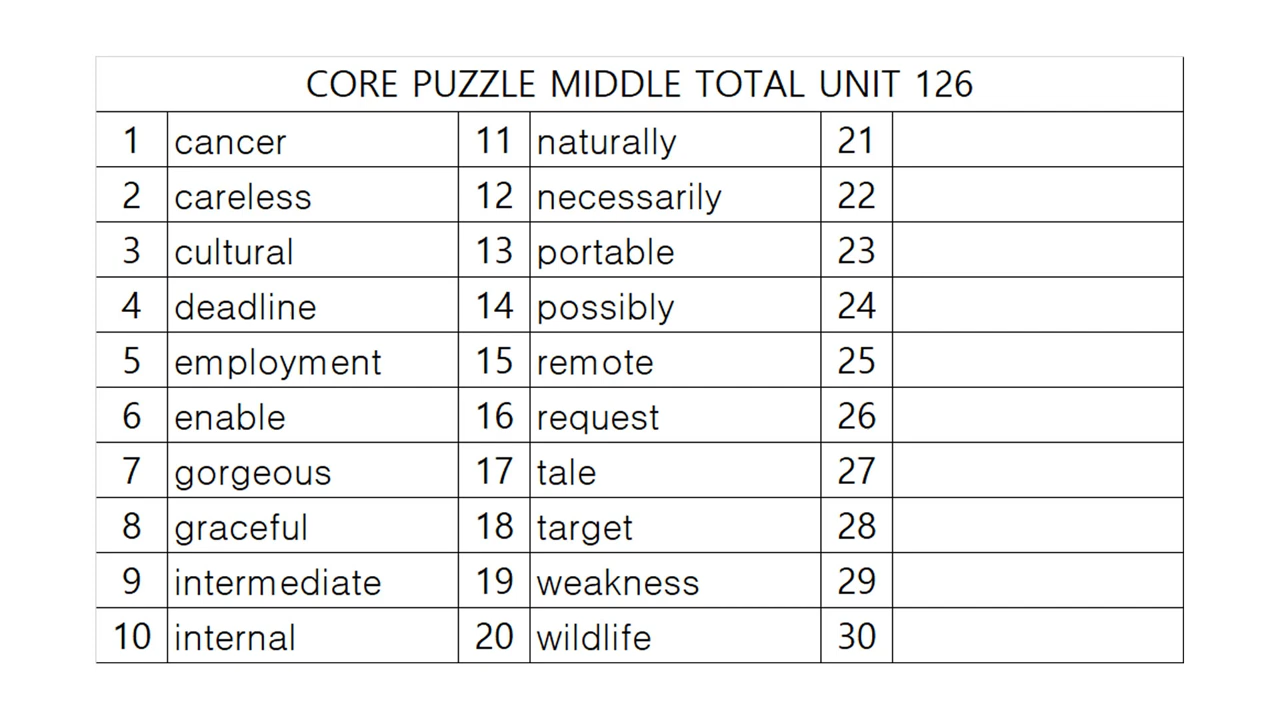 CORE PUZZLE MIDDLE TOTAL UNIT 126
1 cancer 11 naturally 21
2 careless 12 necessarily 22
3 cultural 13 portable 23
4 deadline 14 possibly 24
5 employment 15 remote 25
6 enable 16 request 26
7 gorgeous 17 tale 27
8 graceful 18 target 28
9 intermediate 19 weakness 29
10 internal 20 wildlife 30